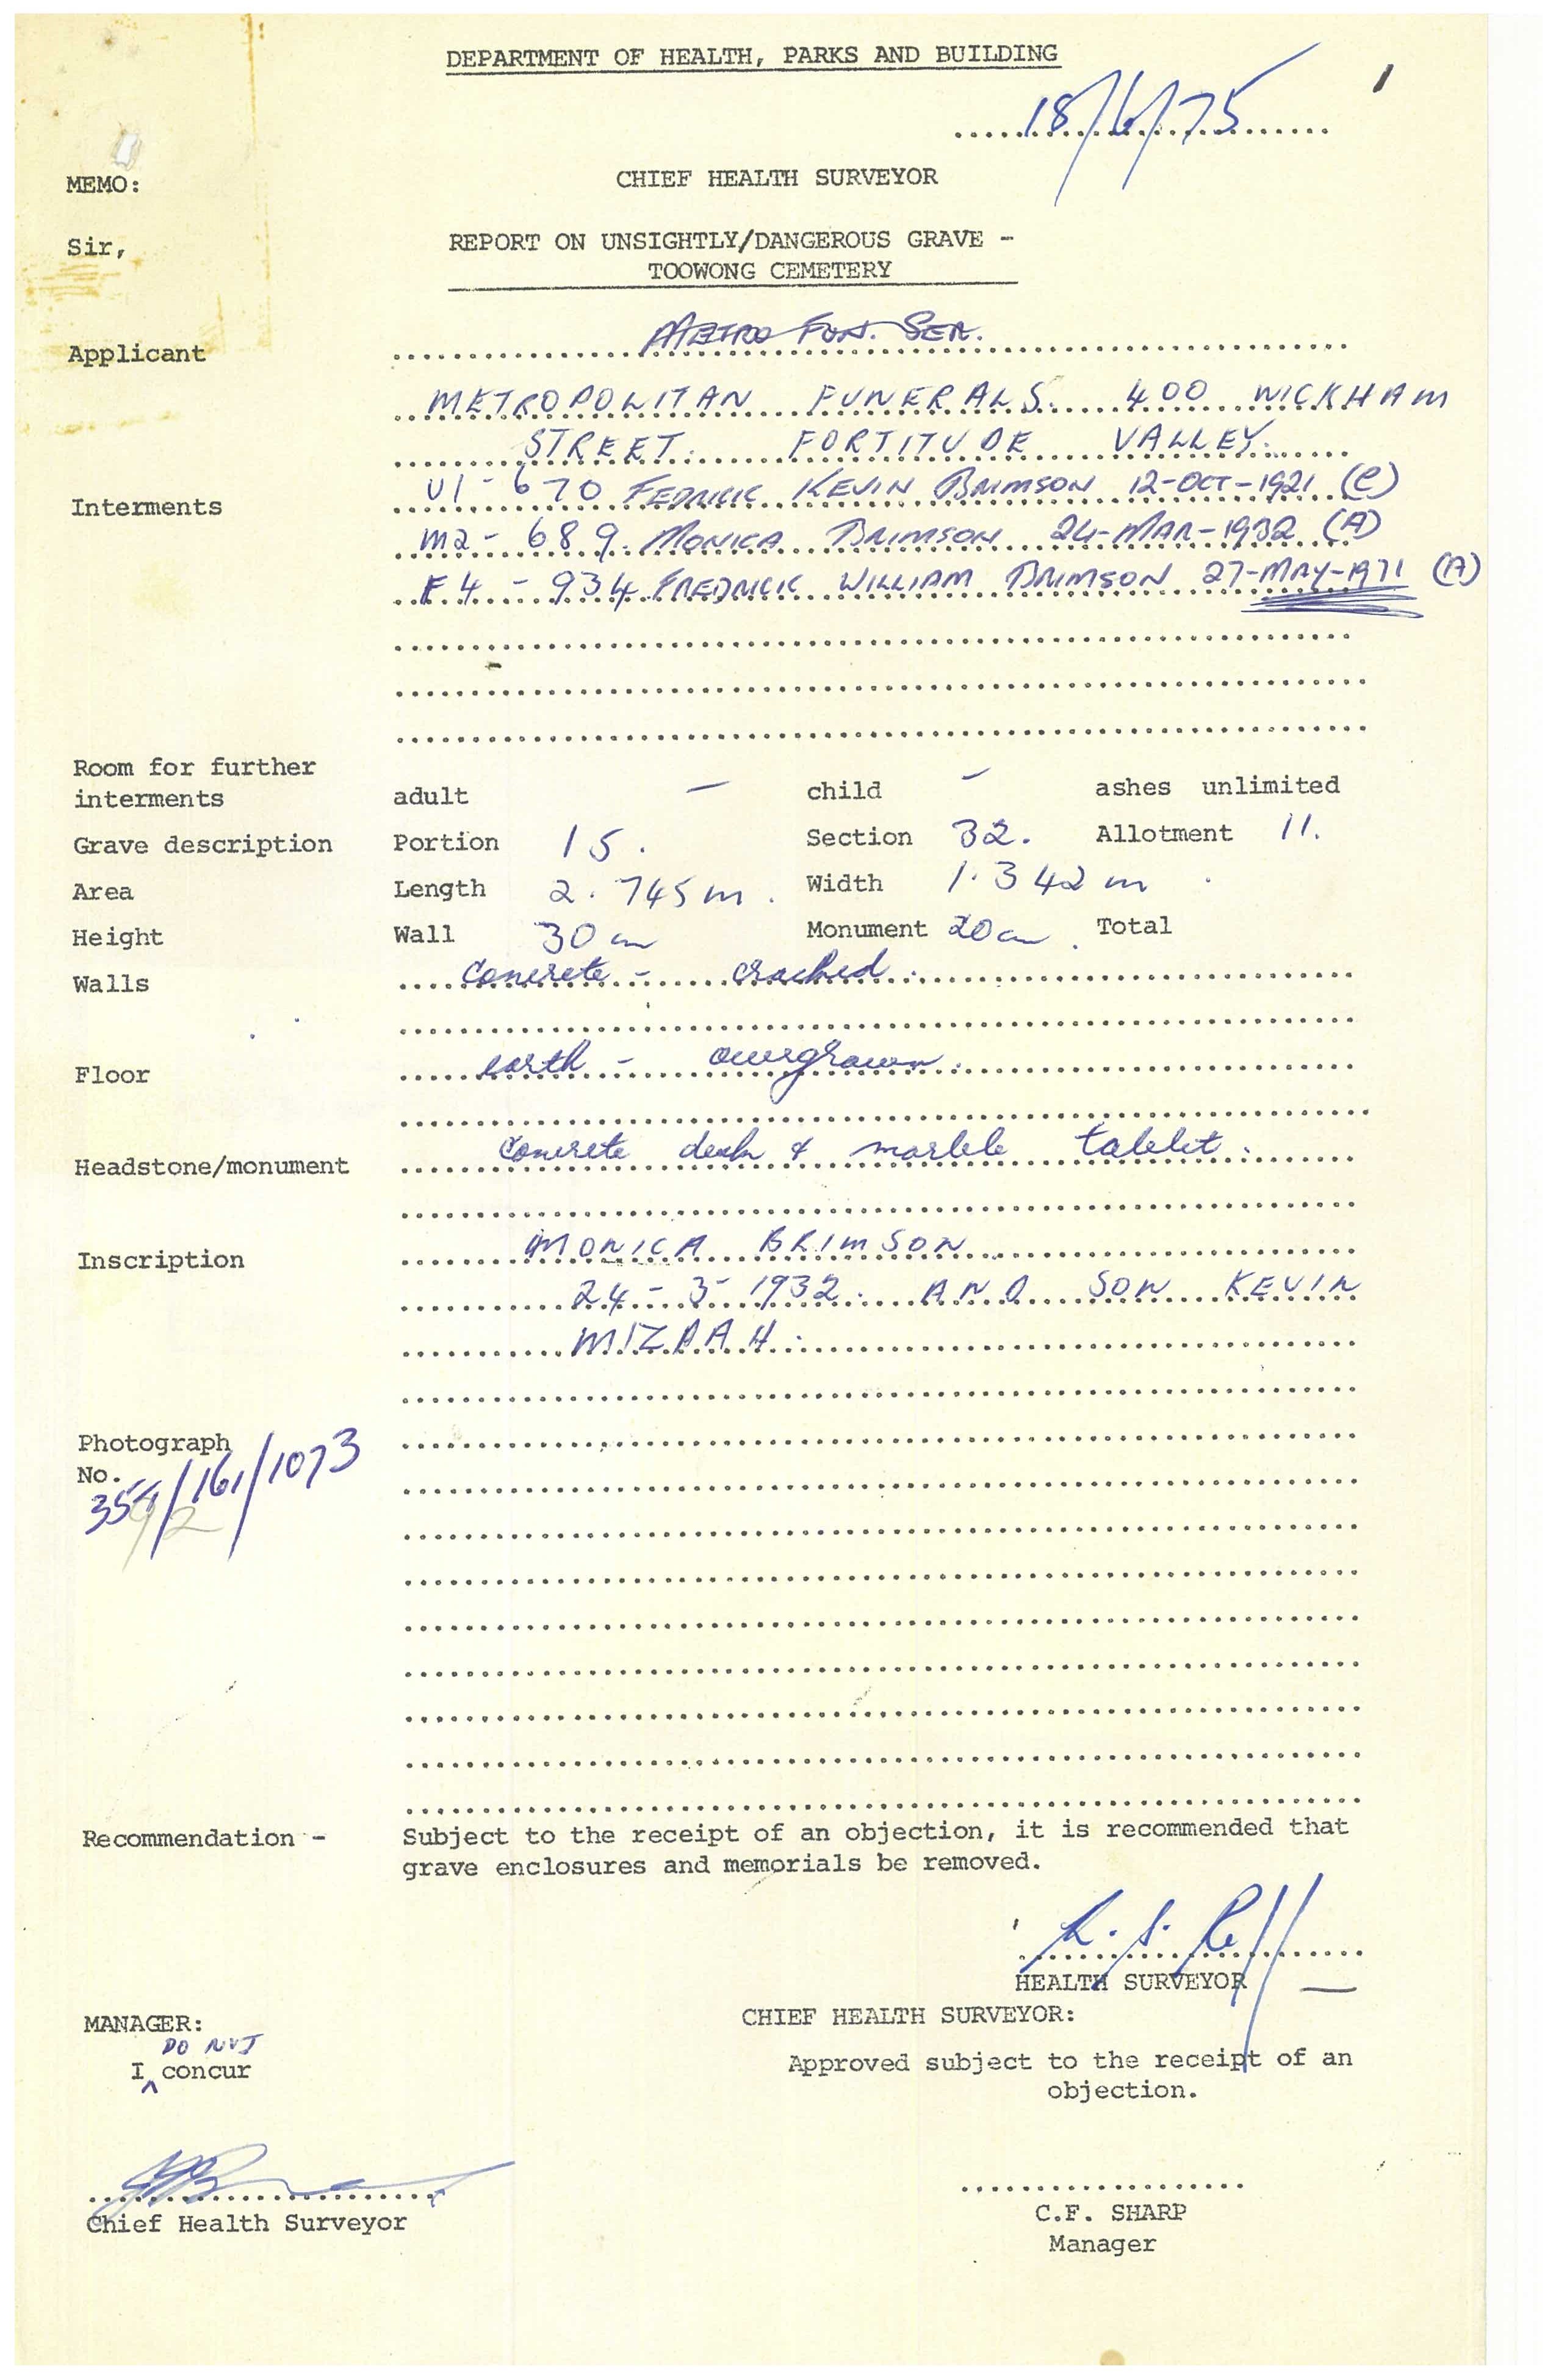 DEPARTMENT OF HEALTH, PARKS AND BUILDING
18/6/75
MEMO: CHIEF HEALTH SURVEYOR
Sir, REPORT ON UNSIGHTLY/DANGEROUS GRAVE -
TOOWONG CEMETERY
Applicant METRO FUN. SER.
METROPOLITAN FUNERALS. 400 WICKHAM
STREET. FORTITUDE VALLEY.
Interments U1-670 FEDRICK KEVIN BRIMSON 12-OCT-1921 (C)
M2-689. MONICA BRIMSON 24-MAR-1932 (A)
F4-934 FREDRICK WILLIAM BRIMSON 27-MAY-1971 (A)
Room for further
interments adult - child - ashes unlimited
Grave description Portion 15. Section 32. Allotment 11.
Area Length 2.745m. Width 1.342m
Height Wall 30cm Monument 20cm. Total
Walls concrete - cracked.
Floor earth - overgrown.
Headstone/monument concrete desk & marble tablet.
Inscription MONICA BRIMSON
24-3-1932. AND SON KEVIN
MIZPAH.
Photograph
No.
/161/1073
Recommendation - Subject to the receipt of an objection, it is recommended that
grave enclosures and memorials be removed.
HEALTH SURVEYOR
MANAGER: CHIEF HEALTH SURVEYOR:
DO NOT
I concur Approved subject to the receipt of an
objection.
Chief Health Surveyor C.F. SHARP
Manager